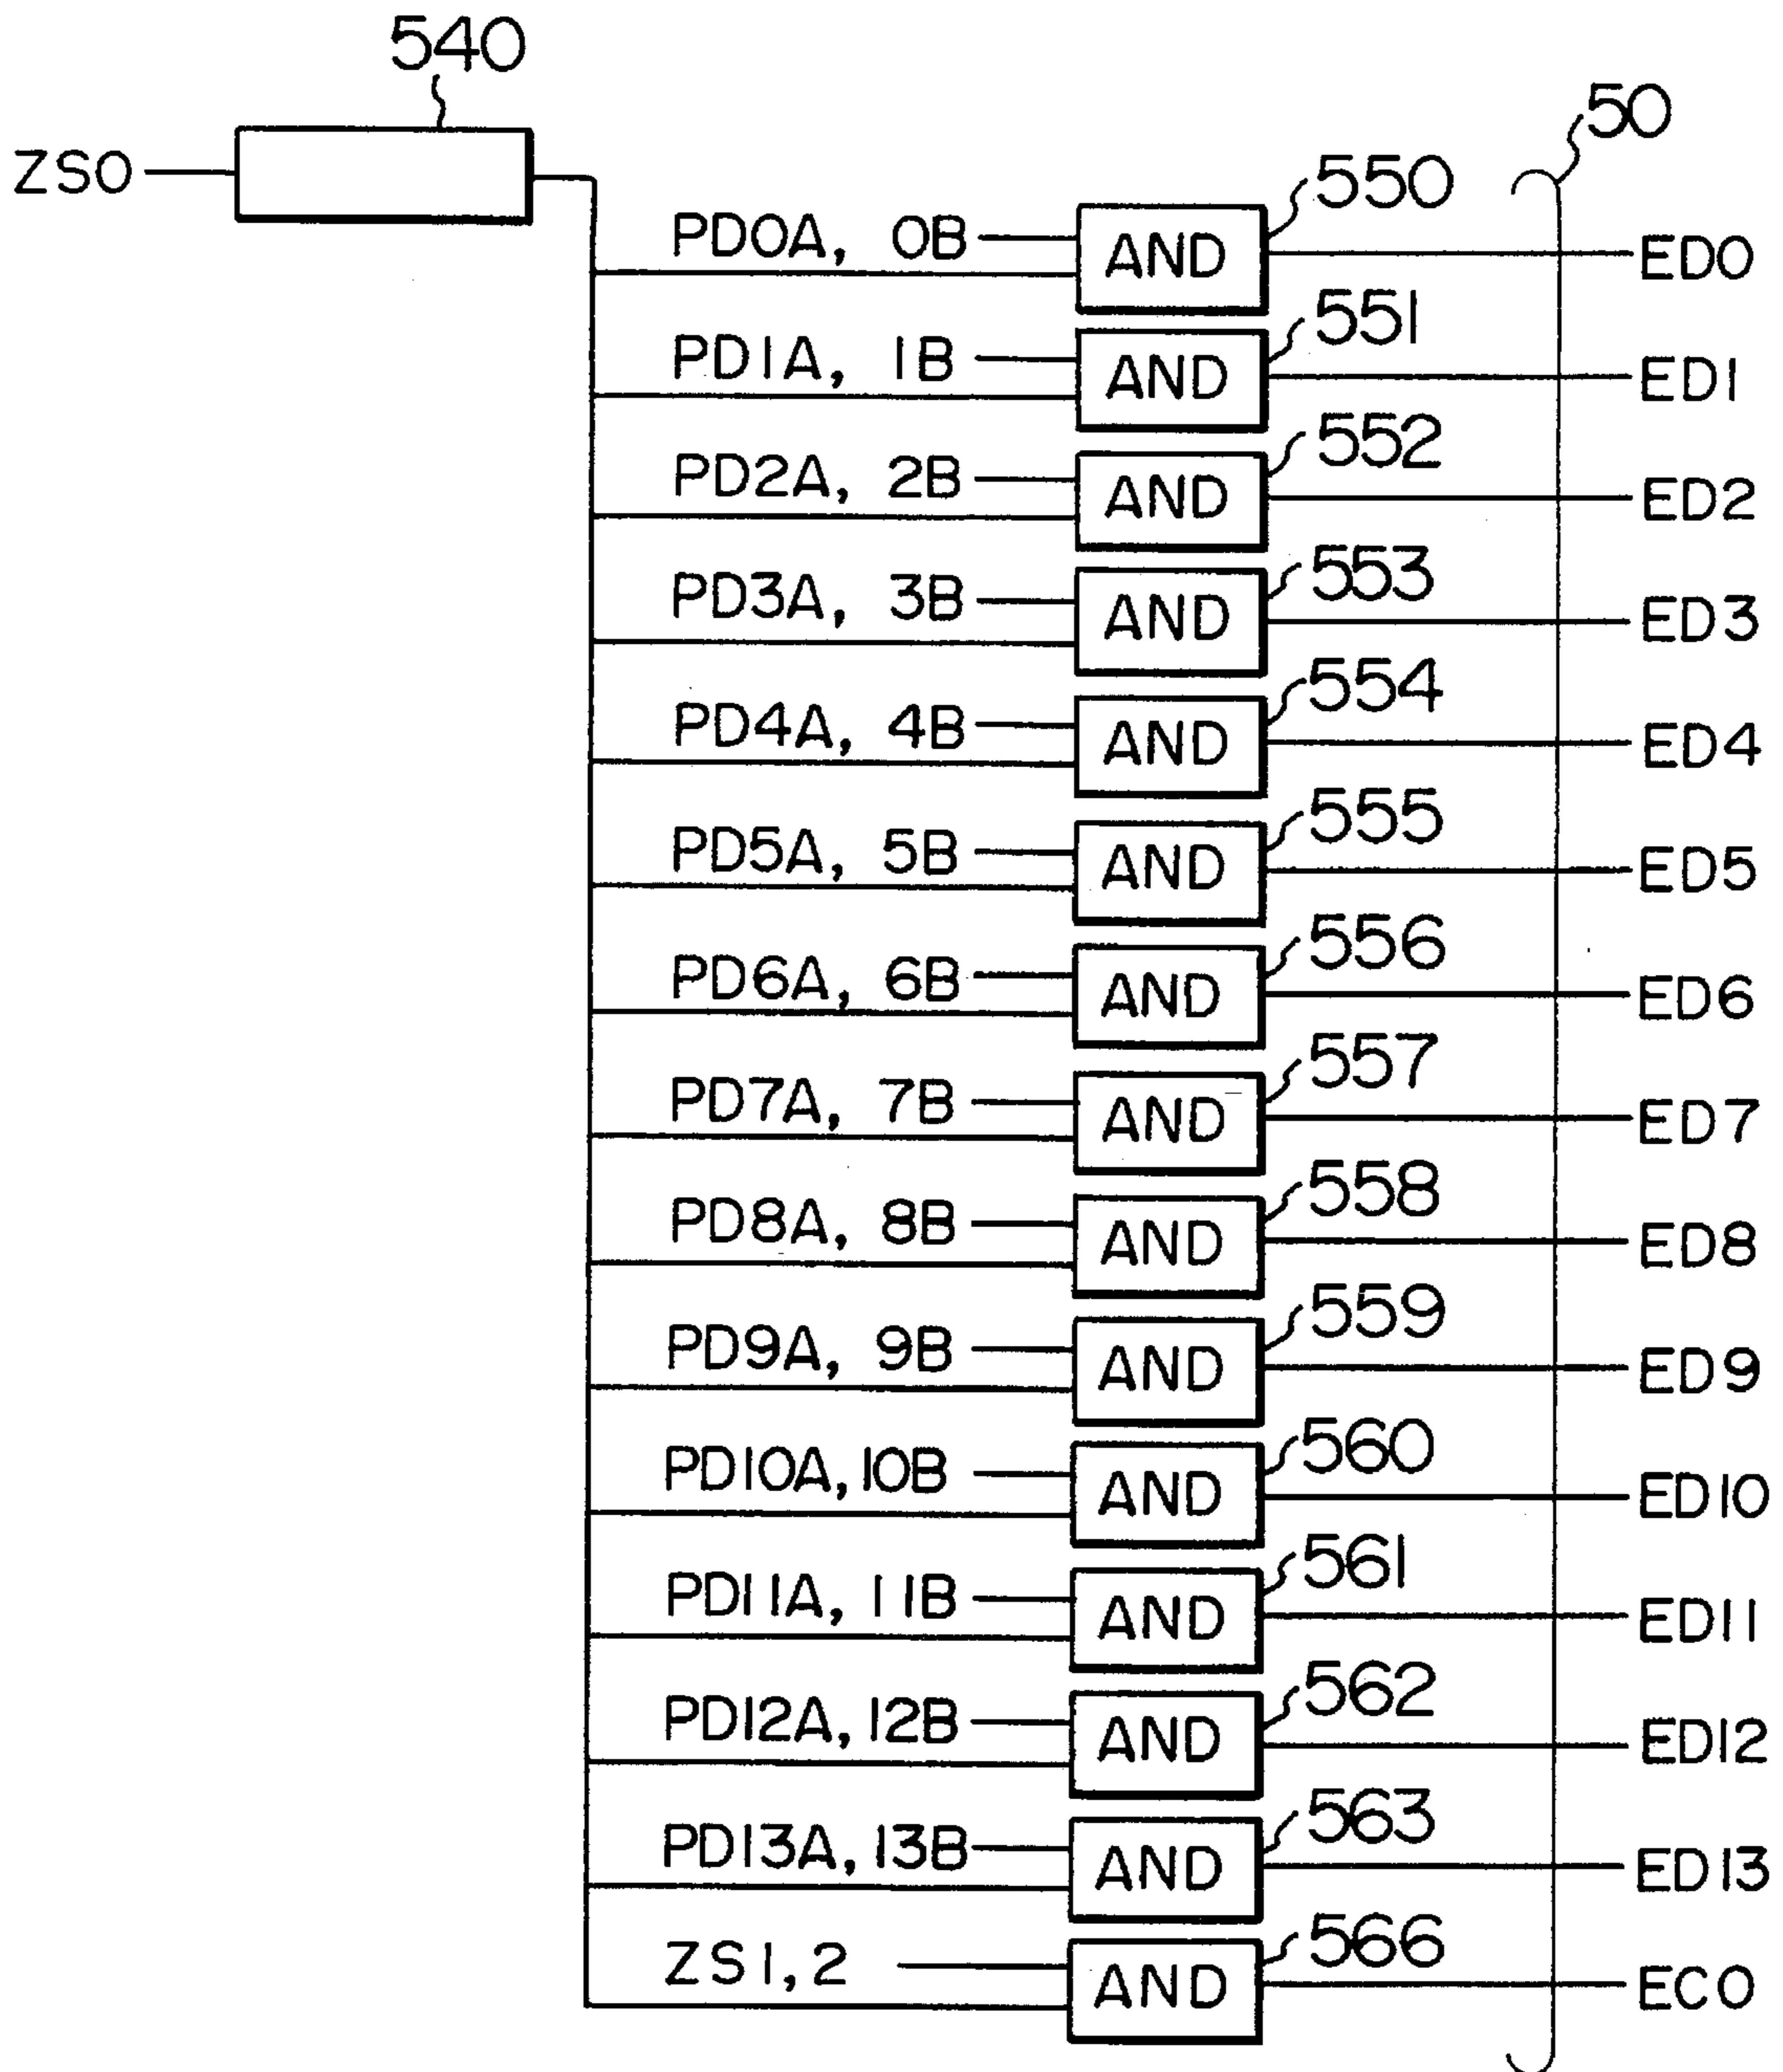 540
50
ZS0
550
PD0A, 0B
AND
ED0
551
PD1A, 1B
AND
ED1
552
PD2A, 2B
AND
ED2
553
PD3A, 3B
AND
ED3
554
PD4A, 4B
AND
ED4
555
PD5A, 5B
AND
ED5
556
PD6A, 6B
AND
ED6
557
PD7A, 7B
AND
ED7
558
PD8A, 8B
AND
ED8
559
PD9A, 9B
AND
ED9
560
PD10A, 10B
AND
ED10
561
PD11A, 11B
AND
ED11
562
PD12A, 12B
AND
ED12
563
PD13A, 13B
AND
ED13
566
ZS1, 2
AND
EC0